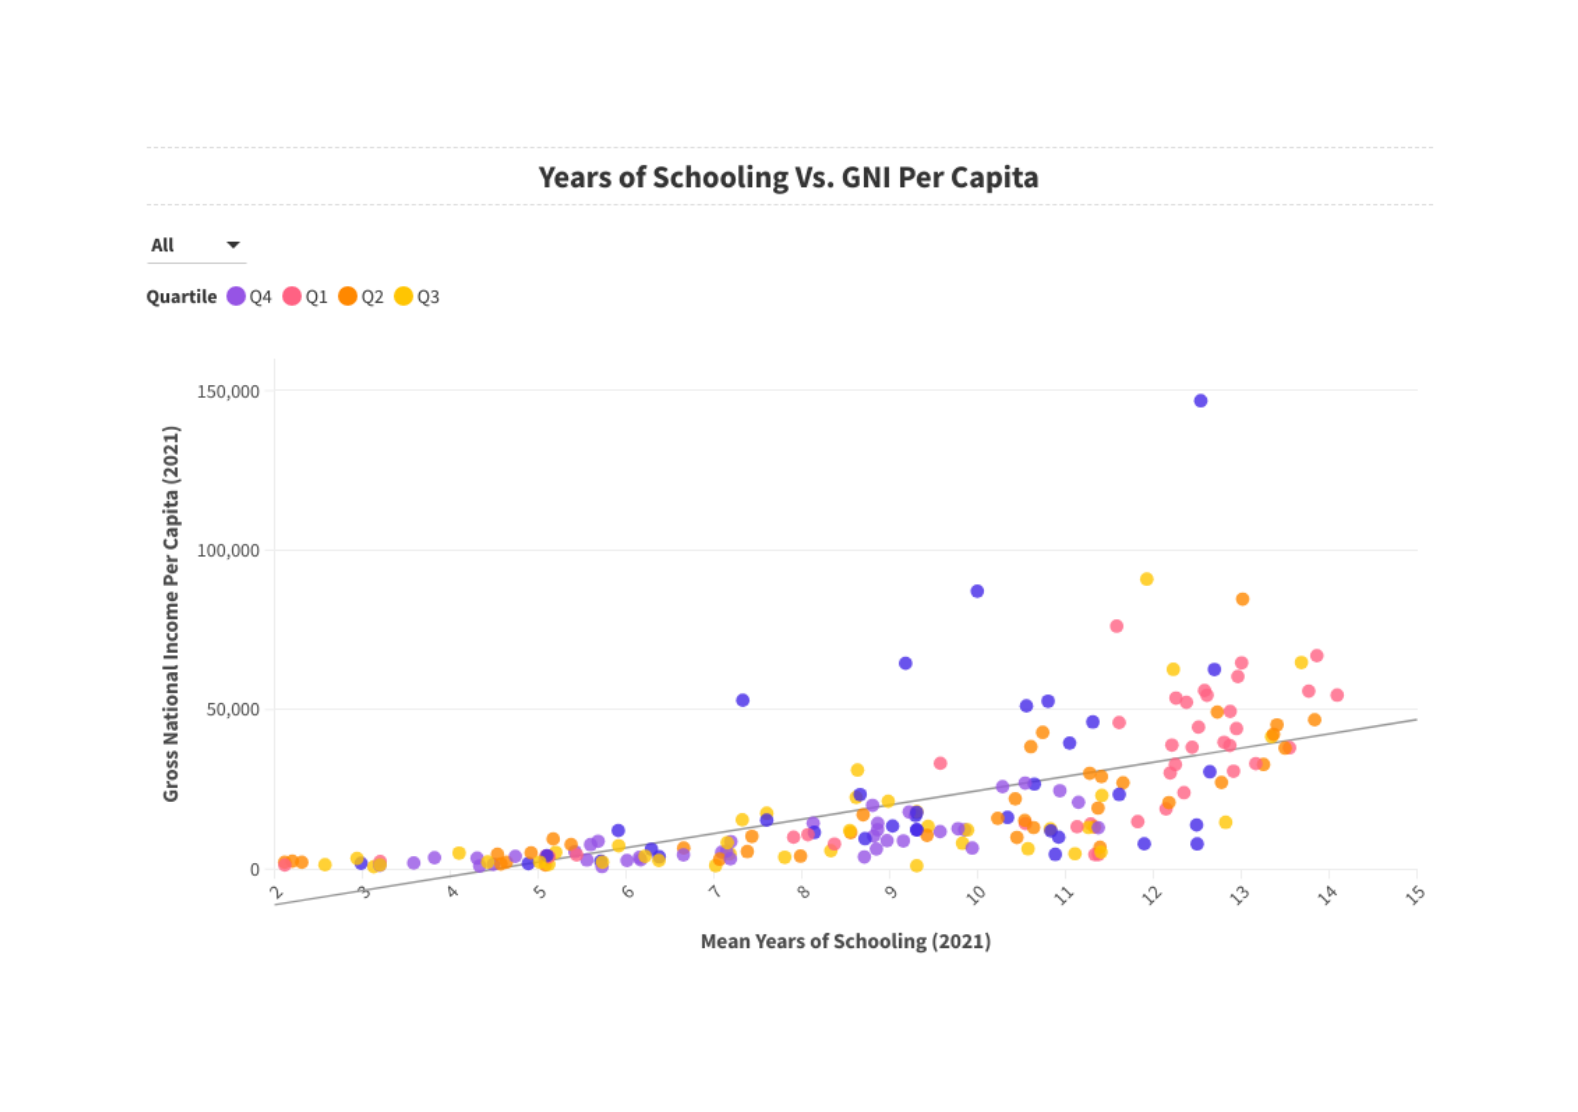 Years of Schooling Vs. GNI Per Capita
All
Quartile Q4 Q1 Q2 Q3
150,000
100,000
50,000
0
Gross National Income Per Capita (2021)
2 3 4 5 6 7 8 9 10 11 12 13 14 15
Mean Years of Schooling (2021)